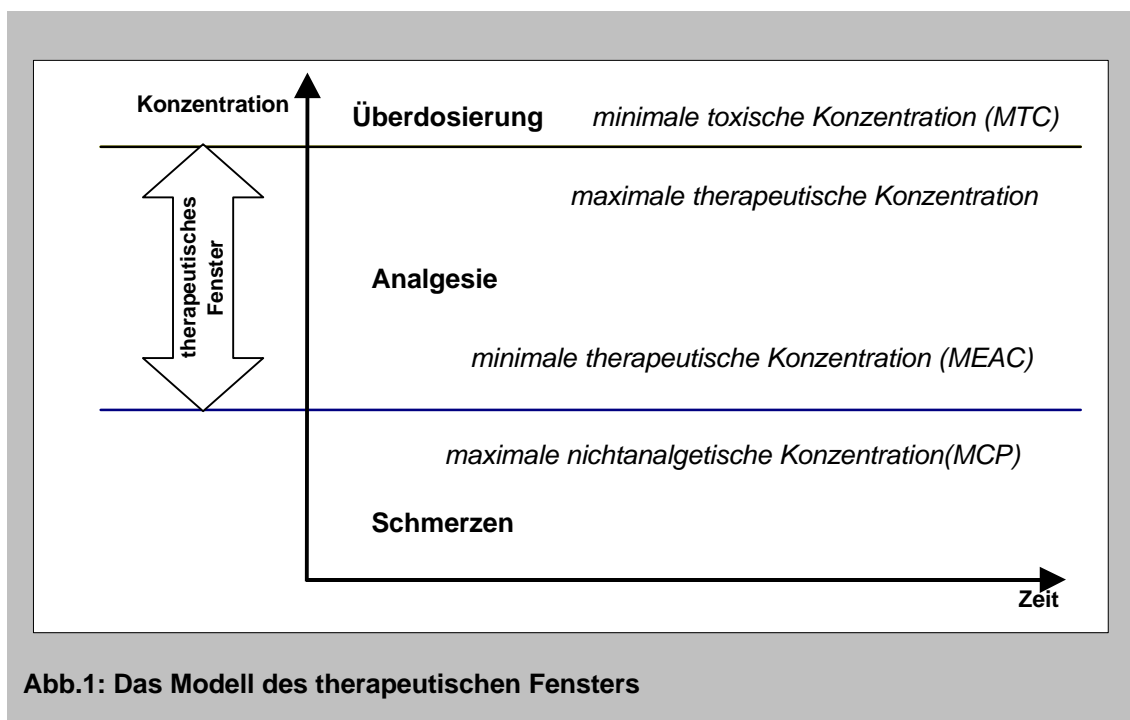 Konzentration
Überdosierung minimale toxische Konzentration (MTC)
maximale therapeutische Konzentration
therapeutisches
Fenster
Analgesie
minimale therapeutische Konzentration (MEAC)
maximale nichtanalgetische Konzentration(MCP)
Schmerzen
Zeit
Abb.1: Das Modell des therapeutischen Fensters